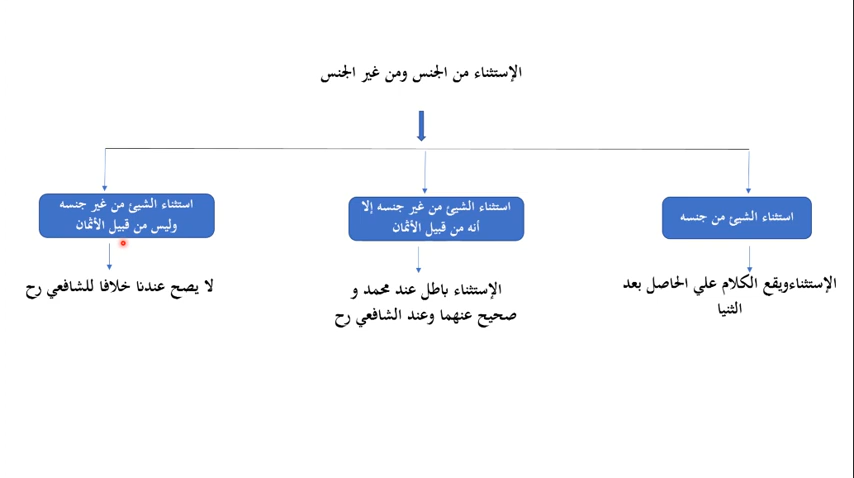 الإستثناء من الجنس ومن غير الجنس
استثناء الشيئ من جنسه
الإستثناءويقع الكلام علي الحاصل بعد
الثنيا
استثناء الشيئ من غير جنسه إلا
أنه من قبيل الأثمان
الإستثناء باطل عند محمد و
صحيح عنهما وعند الشافعي رح
استثناء الشيئ من غير جنسه
وليس من قبيل الأثمان
لا يصح عندنا خلافا للشافعي رح